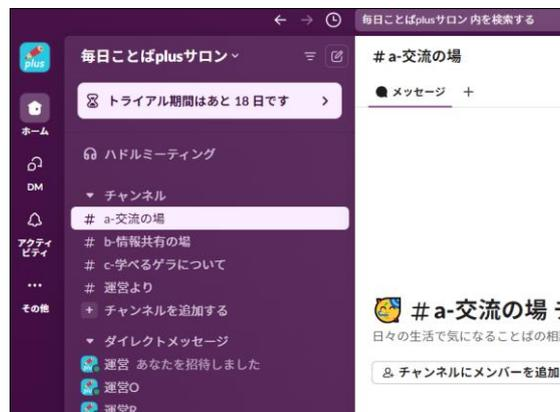 毎日ことばplusサロン 内を検索する
plus
毎日ことばplusサロン
# a-交流の場
トライアル期間はあと 18 日です
メッセージ
ホーム
ハドルミーティング
DM
チャンネル
# a-交流の場
# b-情報共有の場
アクティビティ
# c-学べるゲラについて
# 運営より
その他
+ チャンネルを追加する
# a-交流の場
ダイレクトメッセージ
日々の生活で気になることばの相
運営 あなたを招待しました
チャンネルにメンバーを追加
運営O
運営R